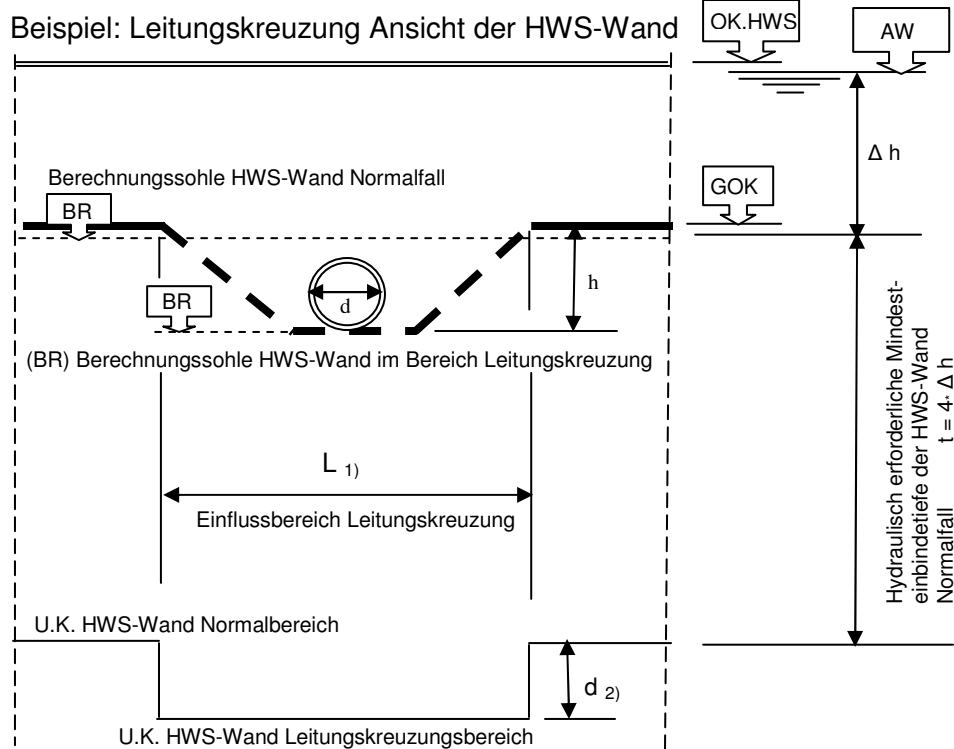 Beispiel: Leitungskreuzung Ansicht der HWS-Wand
OK.HWS
AW
Δ h
Berechnungssohle HWS-Wand Normalfall
BR
GOK
BR
d
h
(BR) Berechnungssohle HWS-Wand im Bereich Leitungskreuzung
L 1)
Einflussbereich Leitungskreuzung
Hydraulisch erforderliche Mindest-
einbindetiefe der HWS-Wand
Normalfall t = 4* Δ h
U.K. HWS-Wand Normalbereich
d 2)
U.K. HWS-Wand Leitungskreuzungsbereich